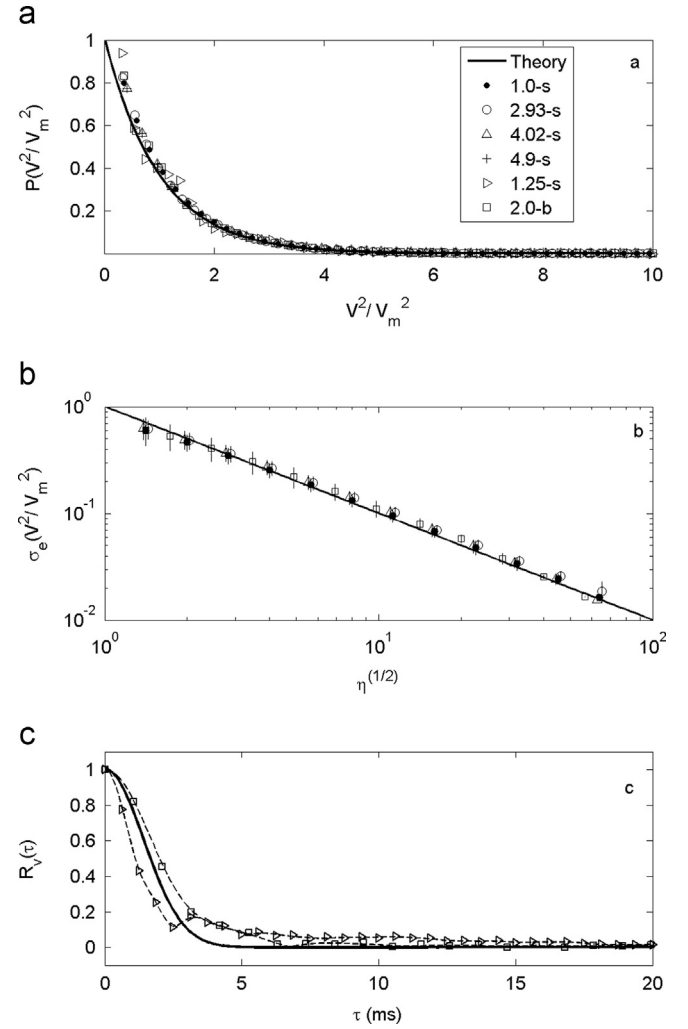 a
1
0.8
0.6
0.4
0.2
P(V²/V_m²)
0 2 4 6 8 10
V²/V_m²
Theory
1.0-s
2.93-s
4.02-s
4.9-s
1.25-s
2.0-b
a
b
10⁰
10⁻¹
10⁻²
σ_e(V²/V_m²)
10⁰ 10¹ 10²
η^(1/2)
b
c
1
0.8
0.6
0.4
0.2
0
R_v(τ)
0 5 10 15 20
τ (ms)
c